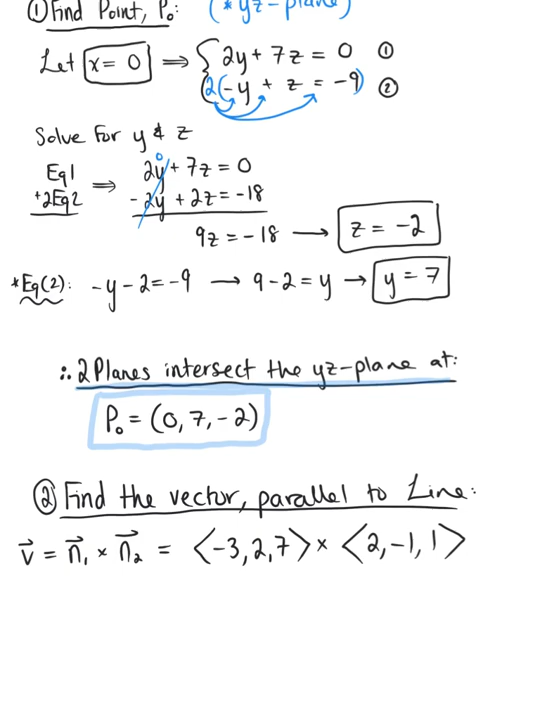 ① Find Point, P₀: (*yz-plane)
Let x = 0 ⟹ { 2y + 7z = 0 ①
2(-y + z = -9) ②
Solve for y & z
Eq1 ⟹ 2y + 7z = 0 0
+2Eq2 -2y + 2z = -18
9z = -18 → z = -2
*Eq(2): -y - 2 = -9 → 9 - 2 = y → y = 7
∴ 2 Planes intersect the yz-plane at:
P₀ = (0, 7, -2)
② Find the vector, parallel to Line:
v⃗ = n⃗₁ × n⃗₂ = ⟨-3, 2, 7⟩ × ⟨2, -1, 1⟩